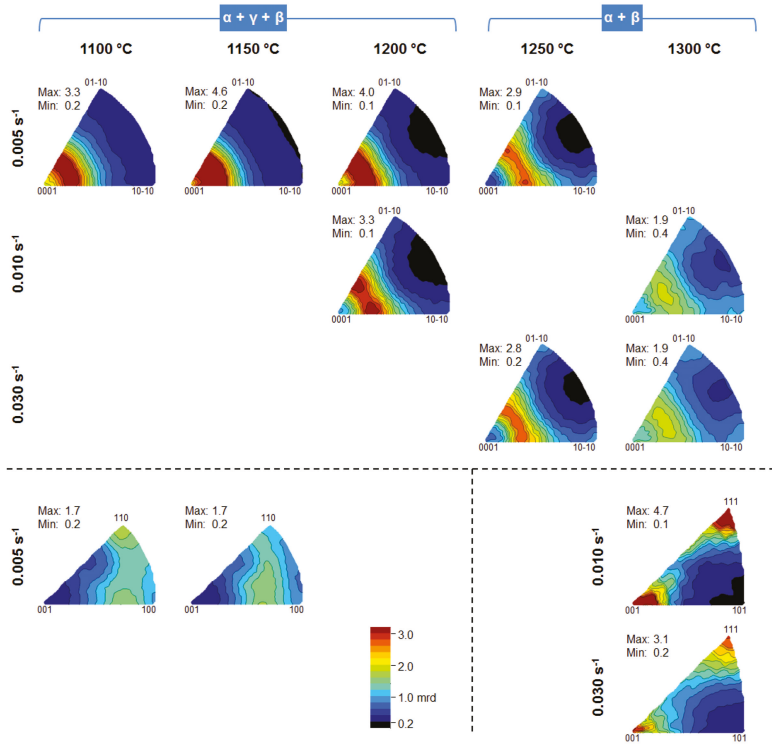 α + γ + β
α + β
1100 °C
1150 °C
1200 °C
1250 °C
1300 °C
0.005 s⁻¹
Max: 3.3
Min: 0.2
01-10
0001
10-10
Max: 4.6
Min: 0.2
01-10
0001
10-10
Max: 4.0
Min: 0.1
01-10
0001
10-10
Max: 2.9
Min: 0.1
01-10
0001
10-10
0.010 s⁻¹
Max: 3.3
Min: 0.1
01-10
0001
10-10
Max: 1.9
Min: 0.4
01-10
0001
10-10
0.030 s⁻¹
Max: 2.8
Min: 0.2
01-10
0001
10-10
Max: 1.9
Min: 0.4
01-10
0001
10-10
0.005 s⁻¹
Max: 1.7
Min: 0.2
110
001
100
Max: 1.7
Min: 0.2
110
001
100
0.010 s⁻¹
Max: 4.7
Min: 0.1
111
001
101
0.030 s⁻¹
Max: 3.1
Min: 0.2
111
001
101
3.0
2.0
1.0 mrd
0.2